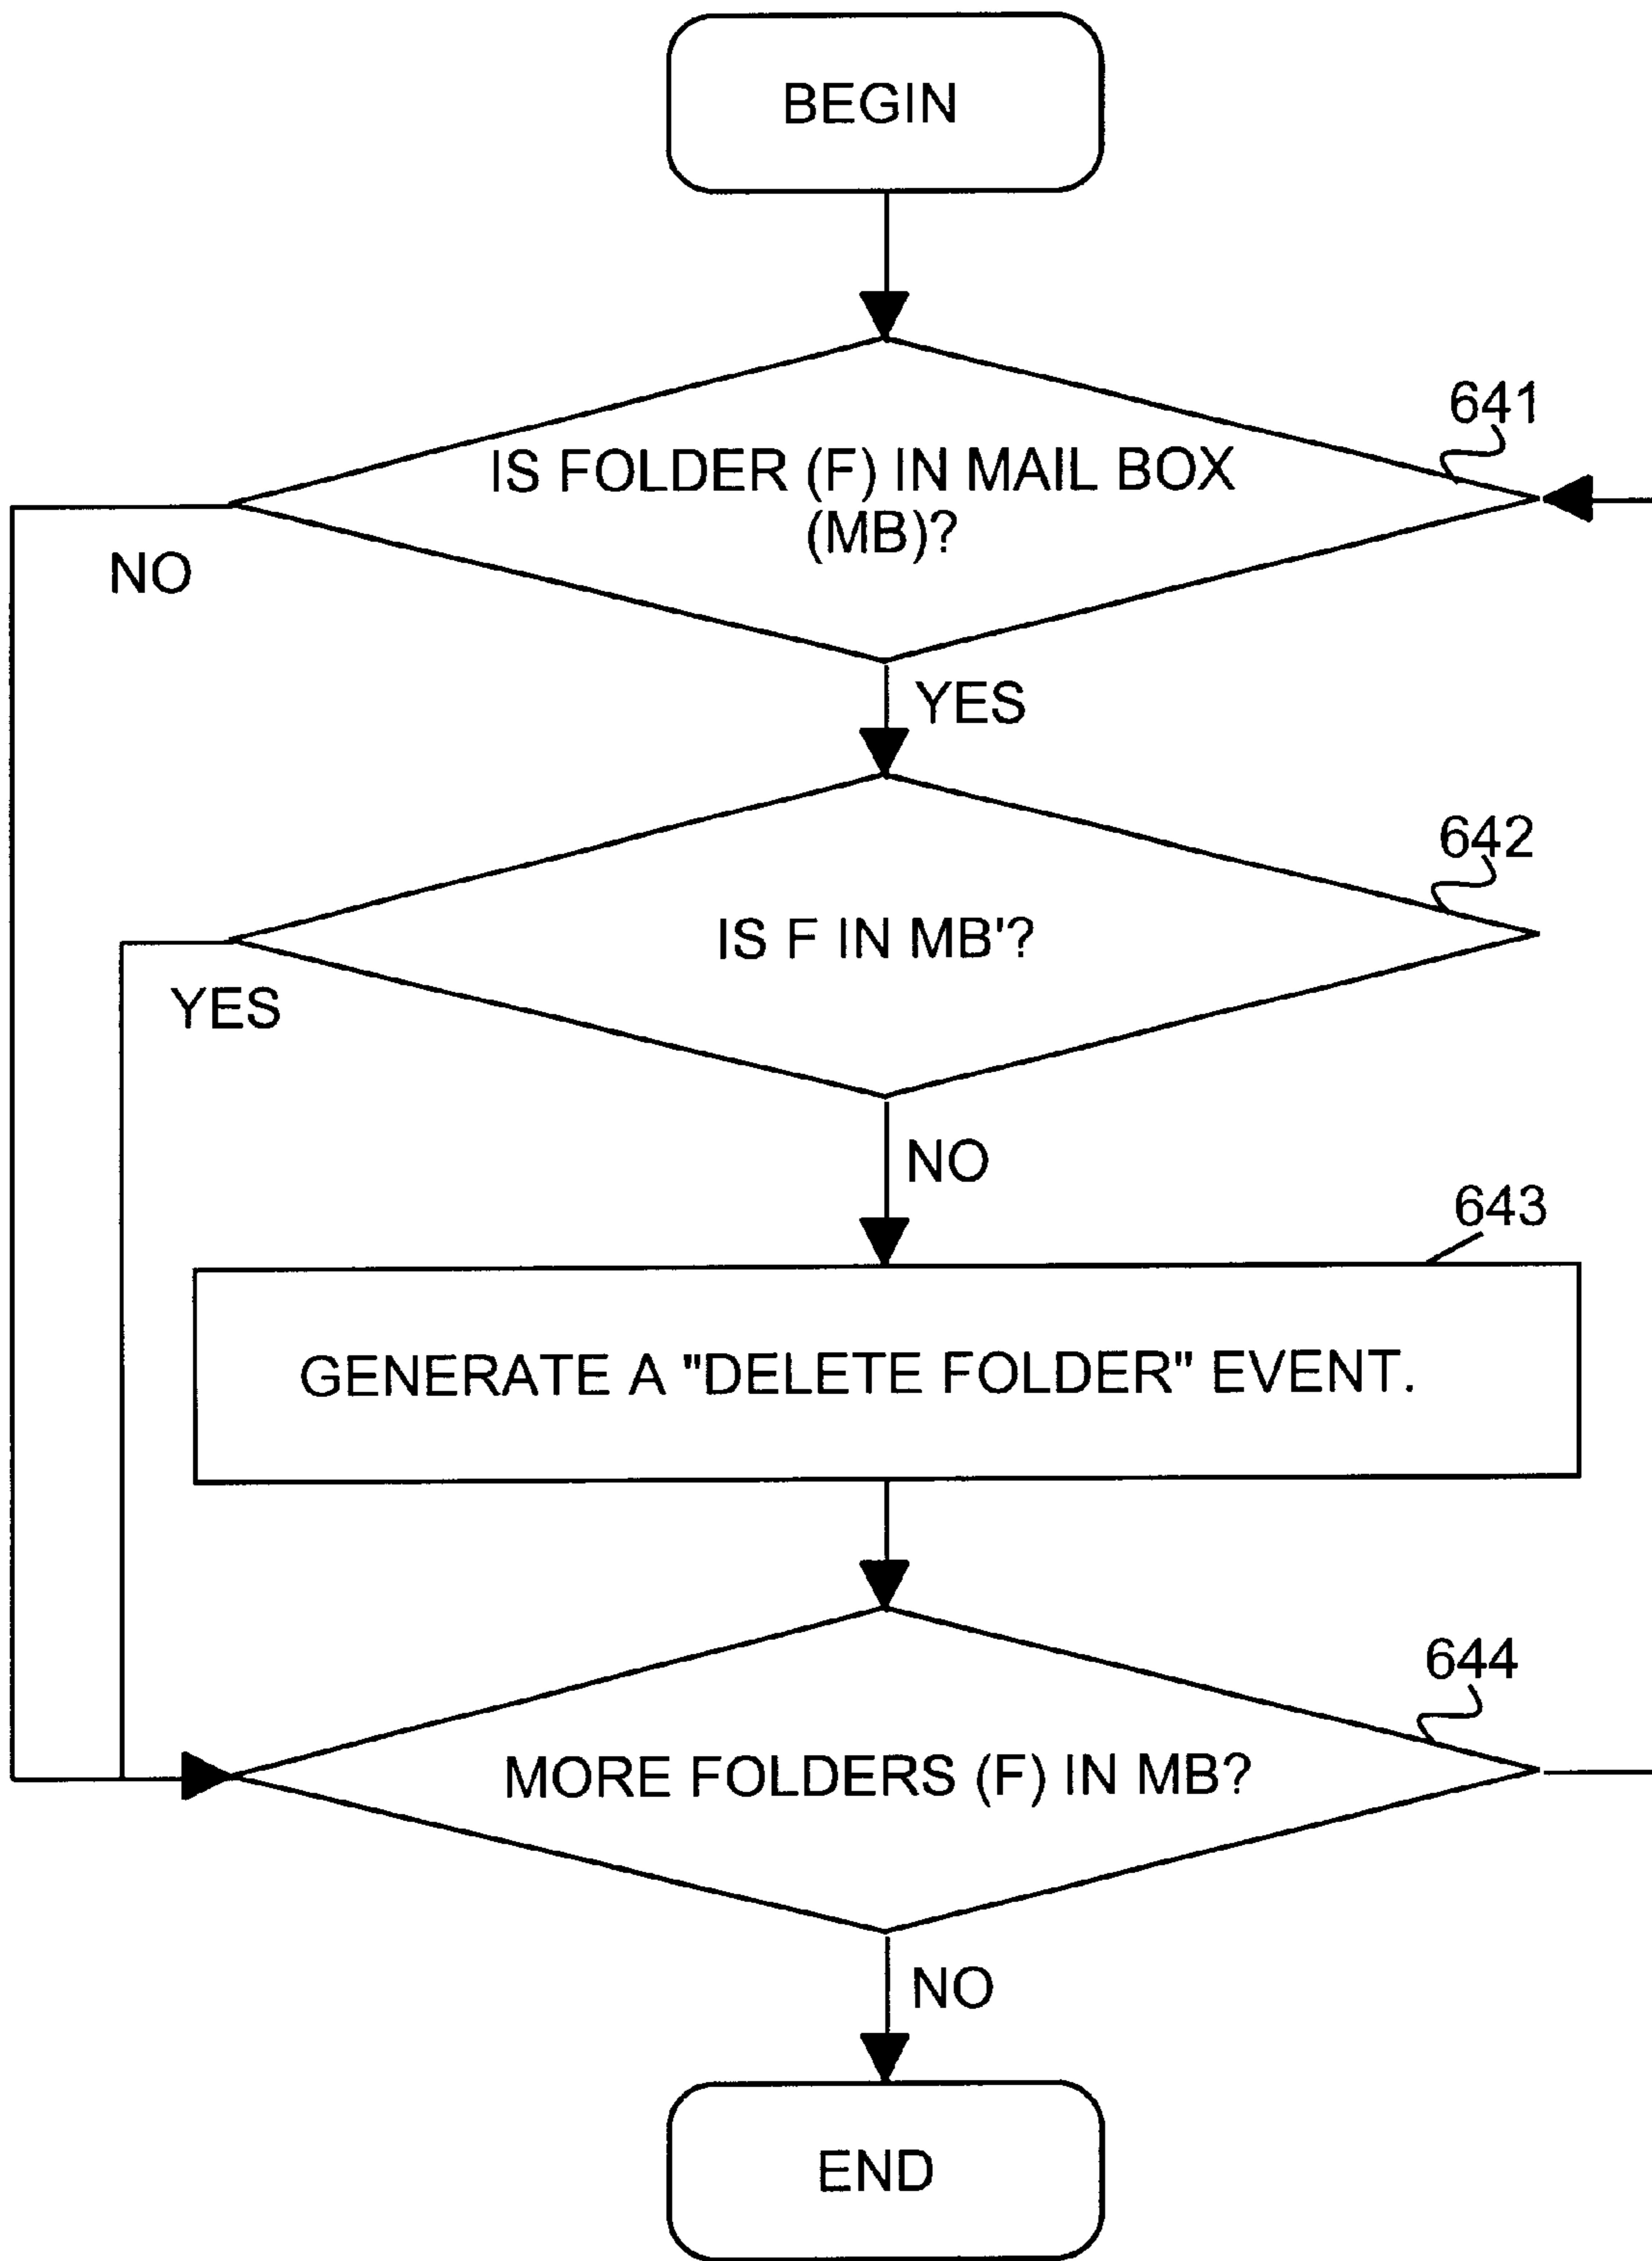 BEGIN
641
IS FOLDER (F) IN MAIL BOX
(MB)?
NO
YES
642
IS F IN MB'?
YES
NO
643
GENERATE A "DELETE FOLDER" EVENT.
644
MORE FOLDERS (F) IN MB?
NO
END